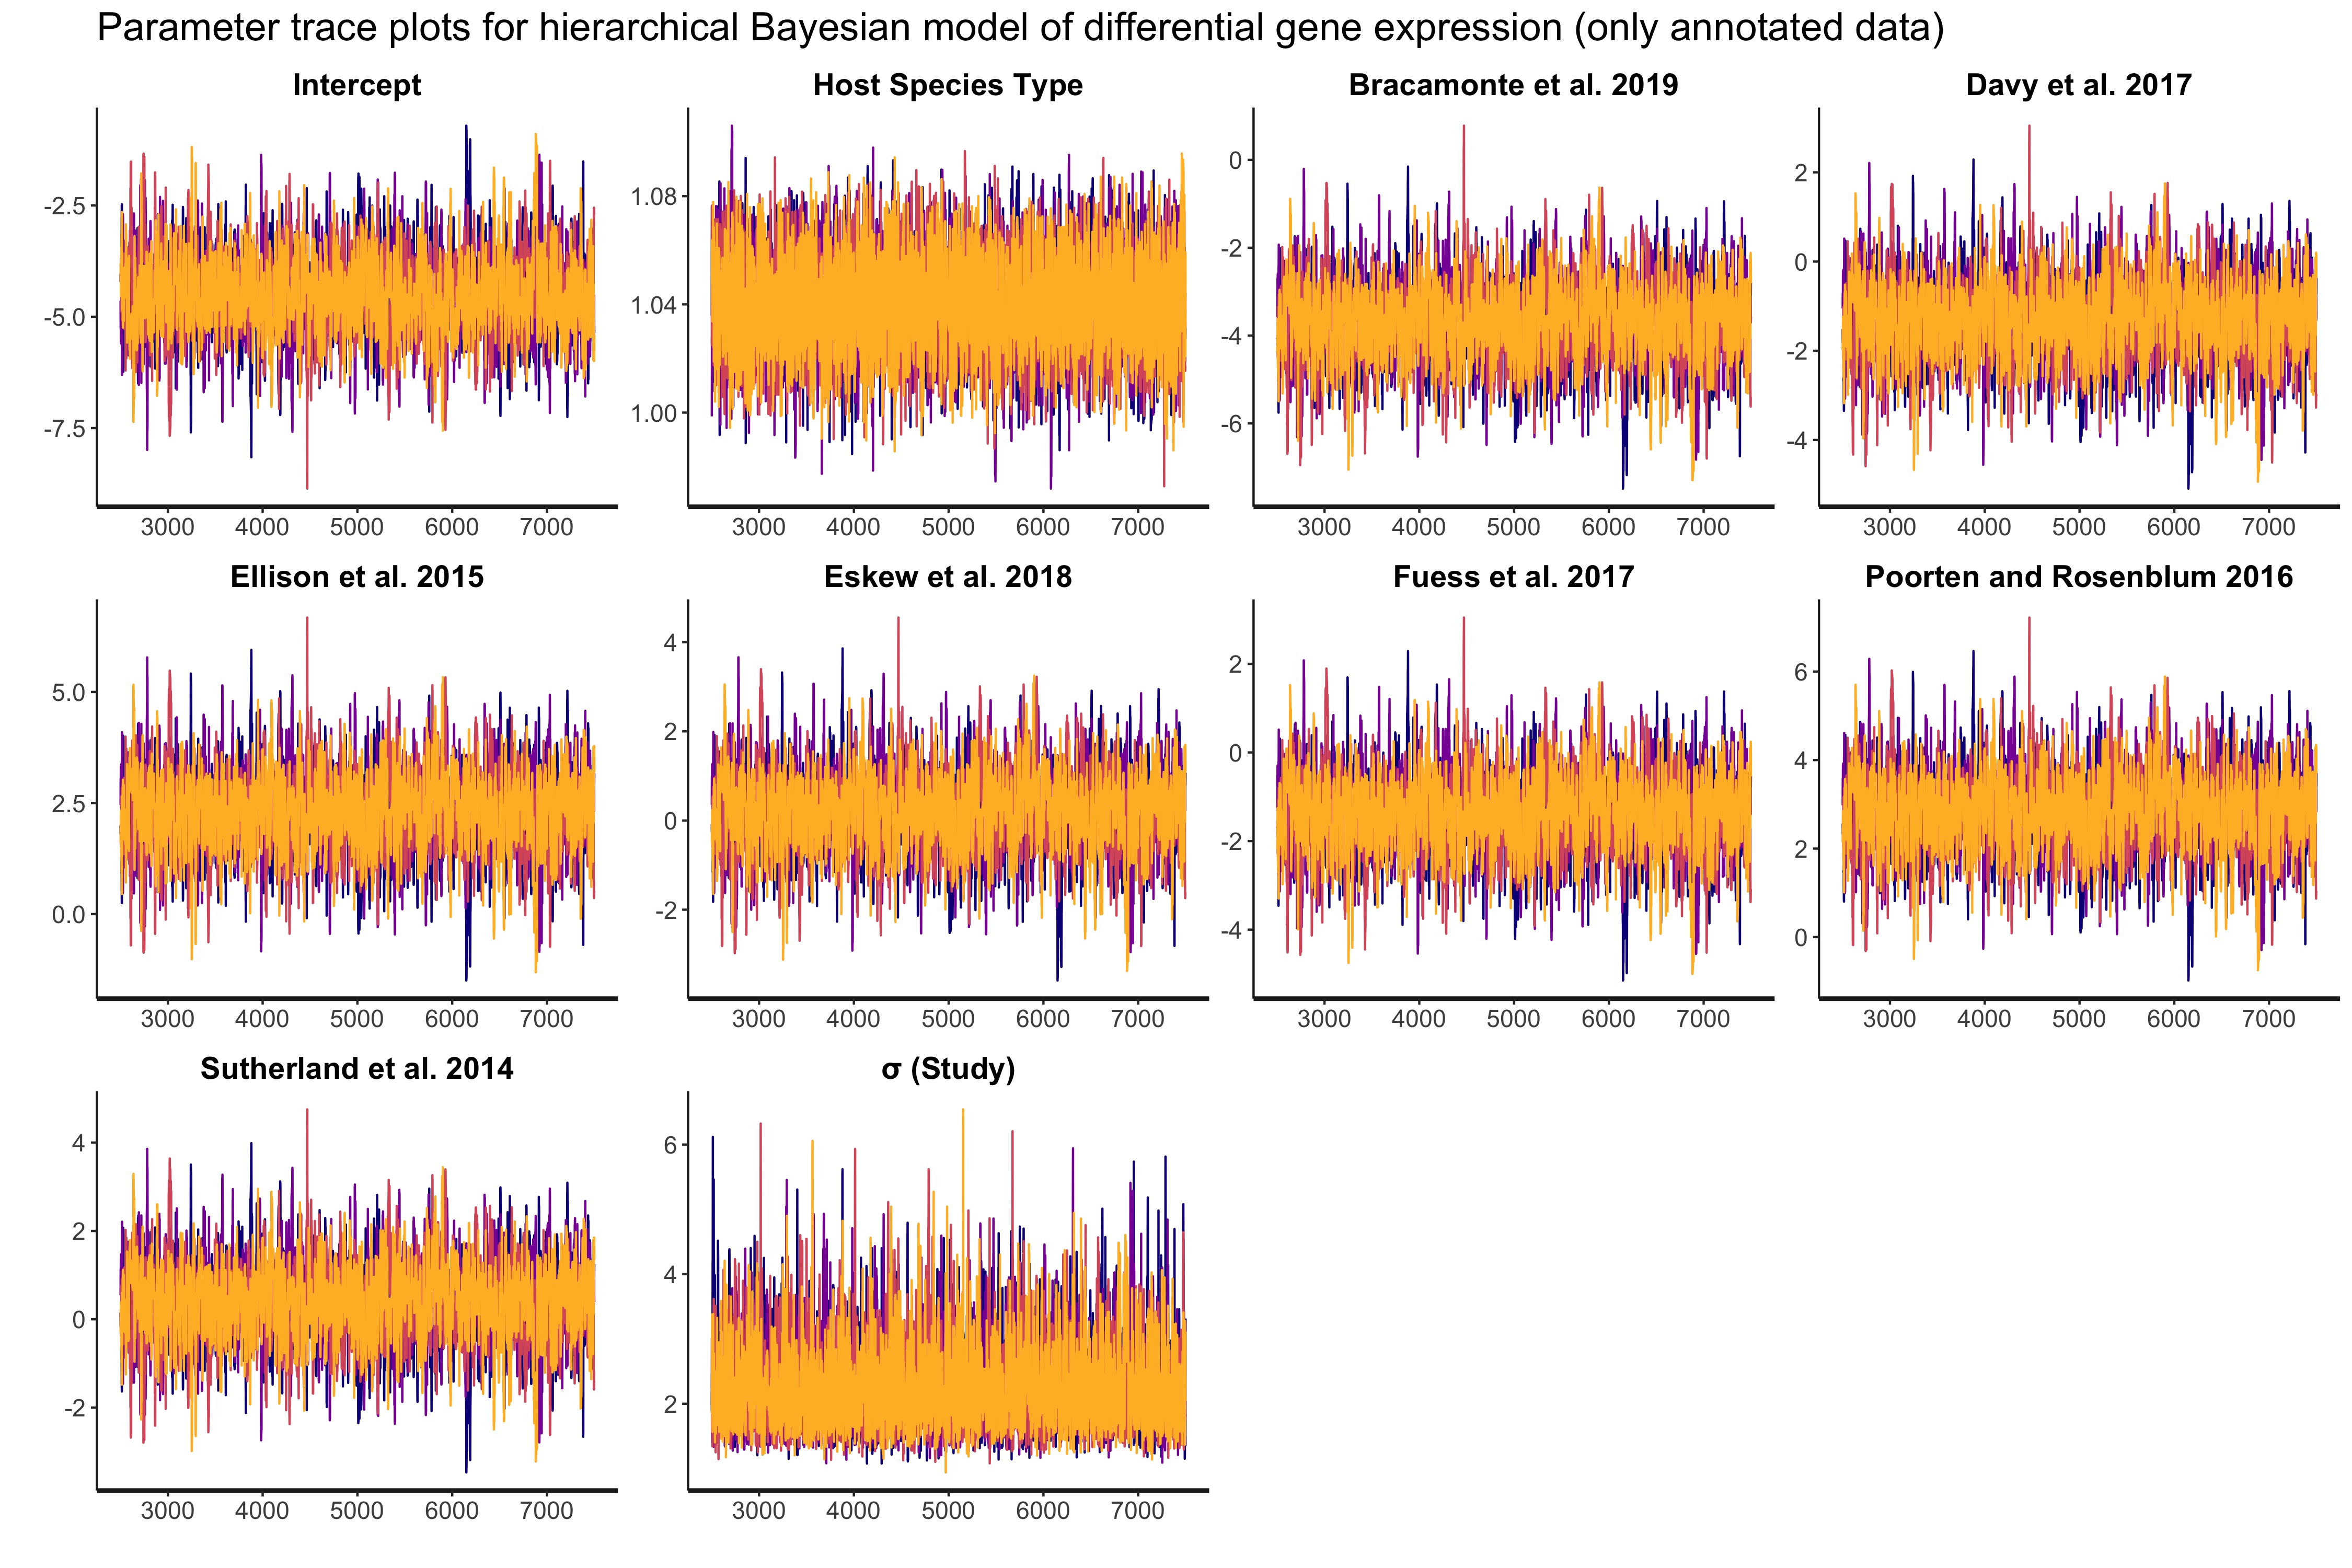 Parameter trace plots for hierarchical Bayesian model of differential gene expression (only annotated data)
Intercept
Host Species Type
Bracamonte et al. 2019
Davy et al. 2017
-2.5
-5.0
-7.5
3000 4000 5000 6000 7000
1.08
1.04
1.00
3000 4000 5000 6000 7000
0
-2
-4
-6
3000 4000 5000 6000 7000
2
0
-2
-4
3000 4000 5000 6000 7000
Ellison et al. 2015
Eskew et al. 2018
Fuess et al. 2017
Poorten and Rosenblum 2016
5.0
2.5
0.0
3000 4000 5000 6000 7000
4
2
0
-2
3000 4000 5000 6000 7000
2
0
-2
-4
3000 4000 5000 6000 7000
6
4
2
0
3000 4000 5000 6000 7000
Sutherland et al. 2014
σ (Study)
4
2
0
-2
3000 4000 5000 6000 7000
6
4
2
3000 4000 5000 6000 7000